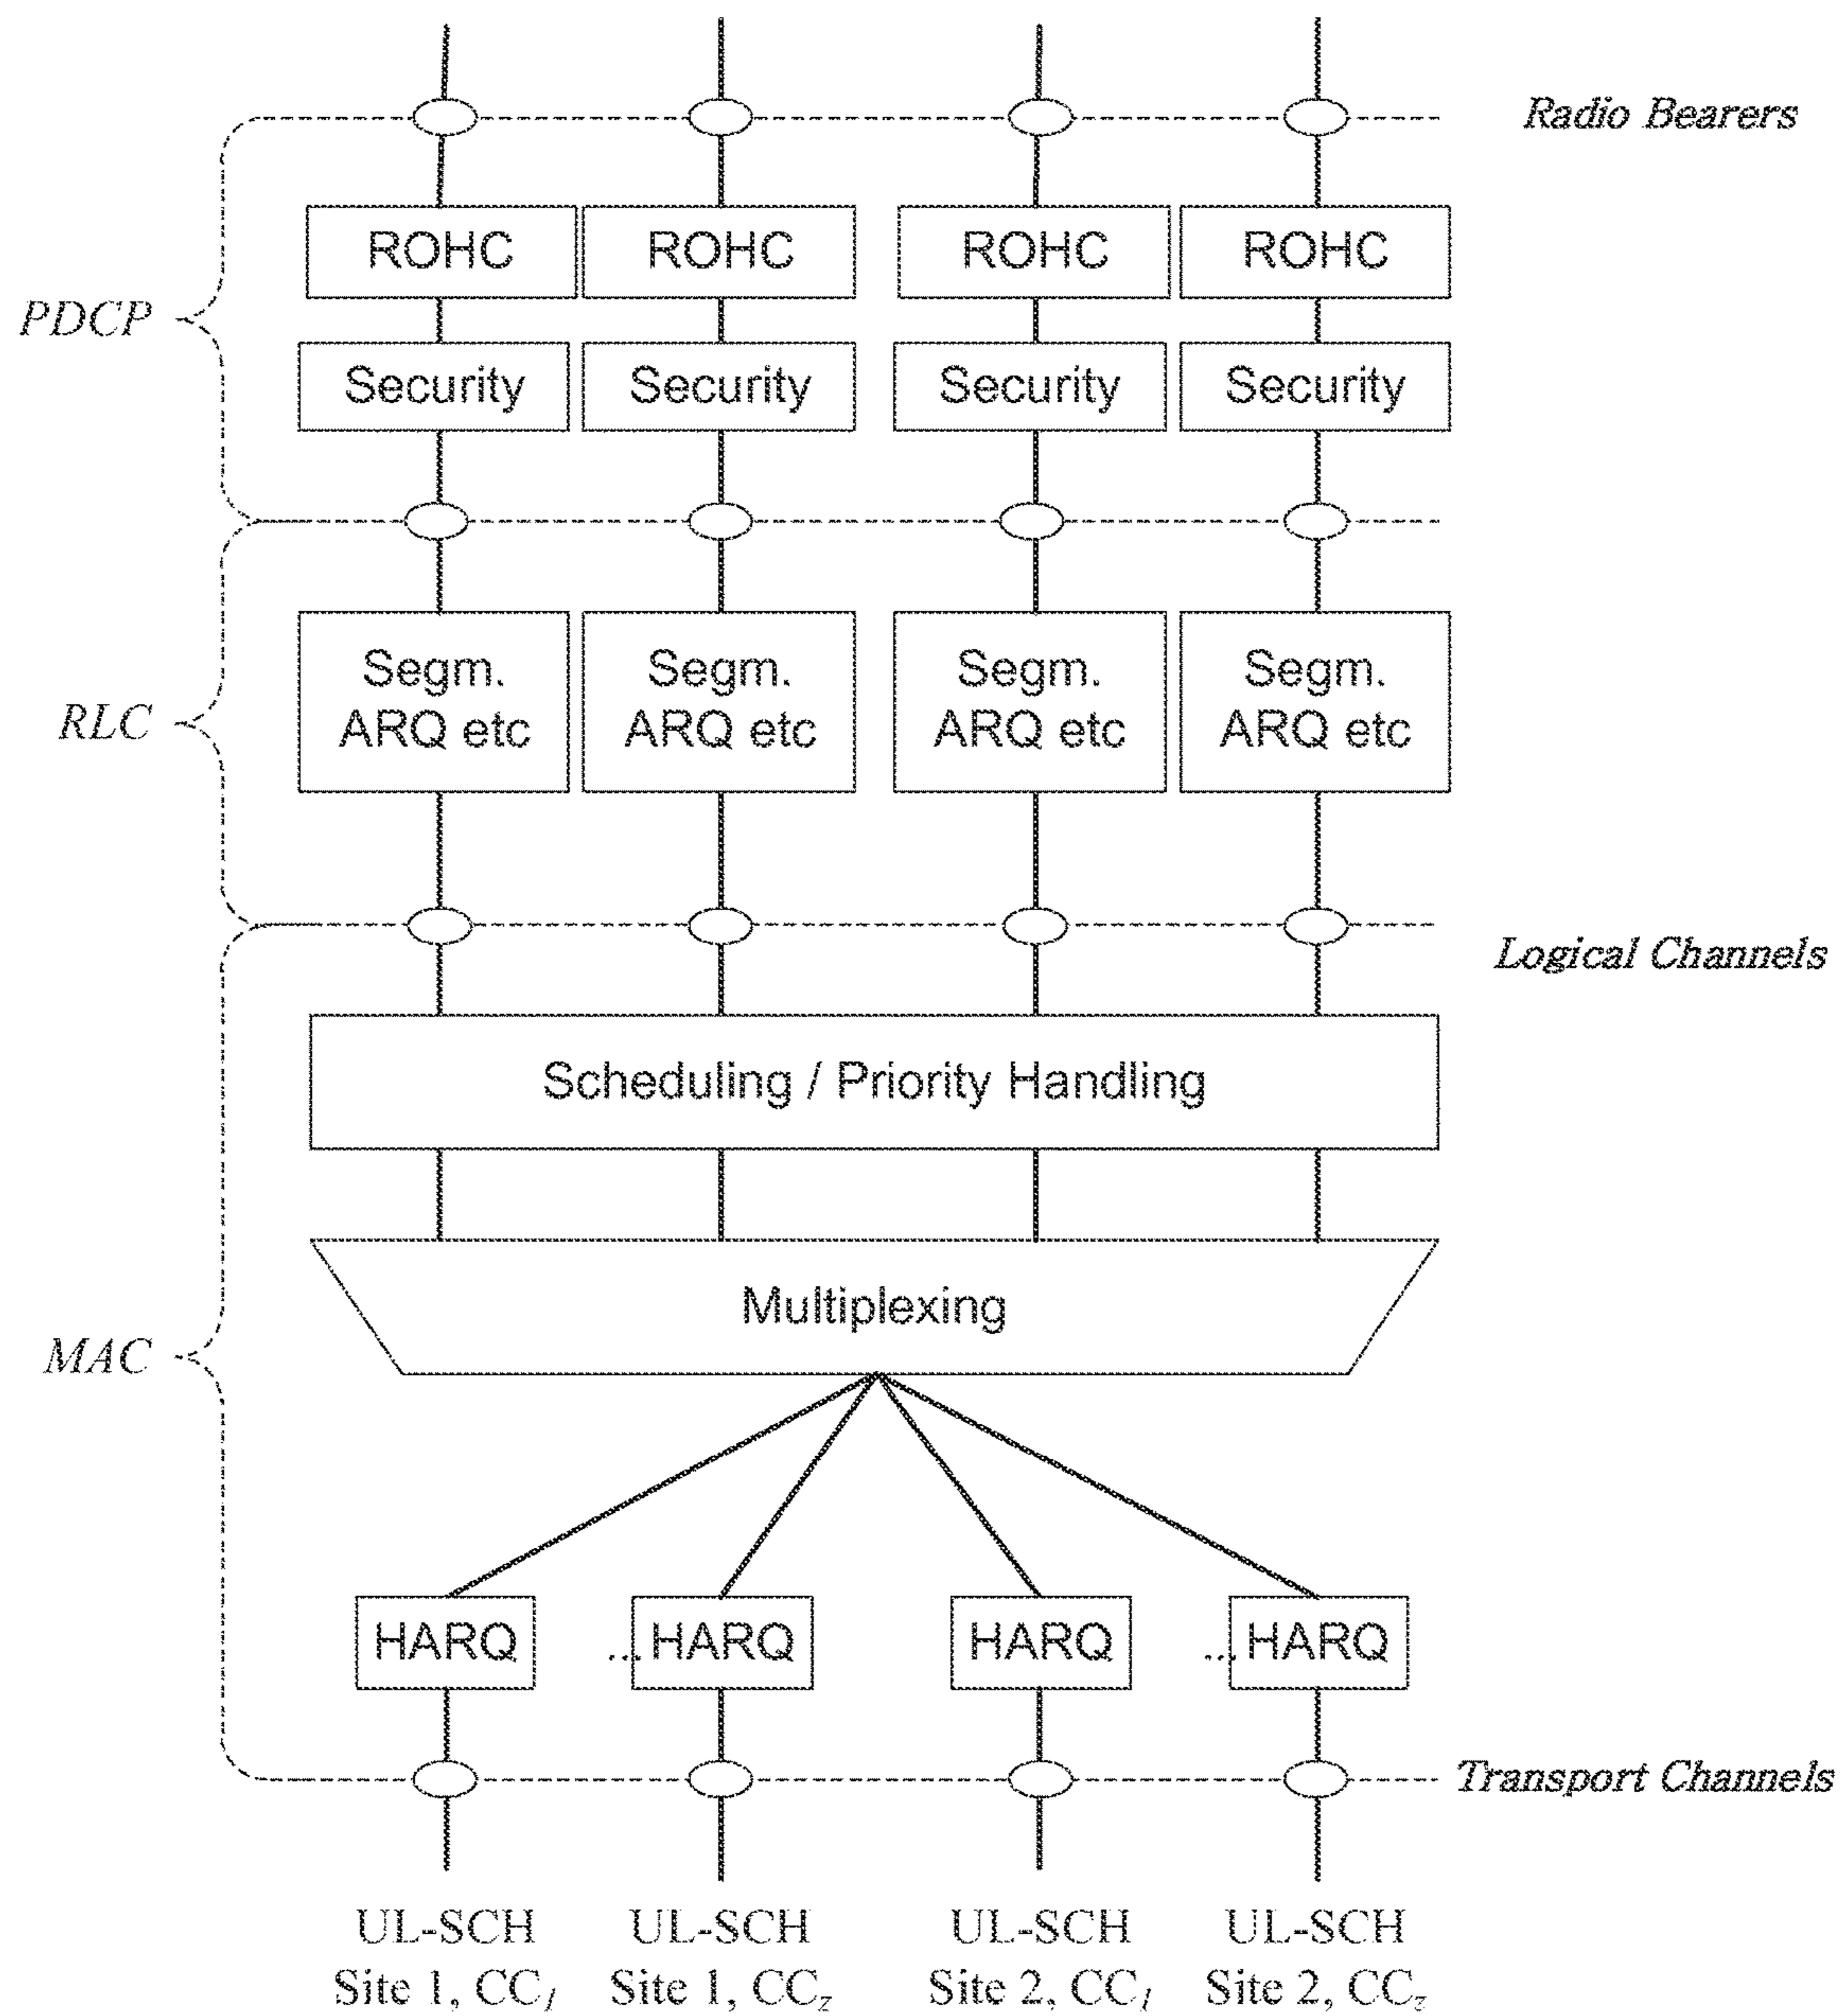 Radio Bearers
ROHC ROHC ROHC ROHC
PDCP
Security Security Security Security
Segm. Segm. Segm. Segm.
RLC
ARQ etc ARQ etc ARQ etc ARQ etc
Logical Channels
Scheduling / Priority Handling
Multiplexing
MAC
HARQ ... HARQ HARQ ... HARQ
Transport Channels
UL-SCH UL-SCH UL-SCH UL-SCH
Site 1, CC₁ Site 1, CC_z Site 2, CC₁ Site 2, CC_z